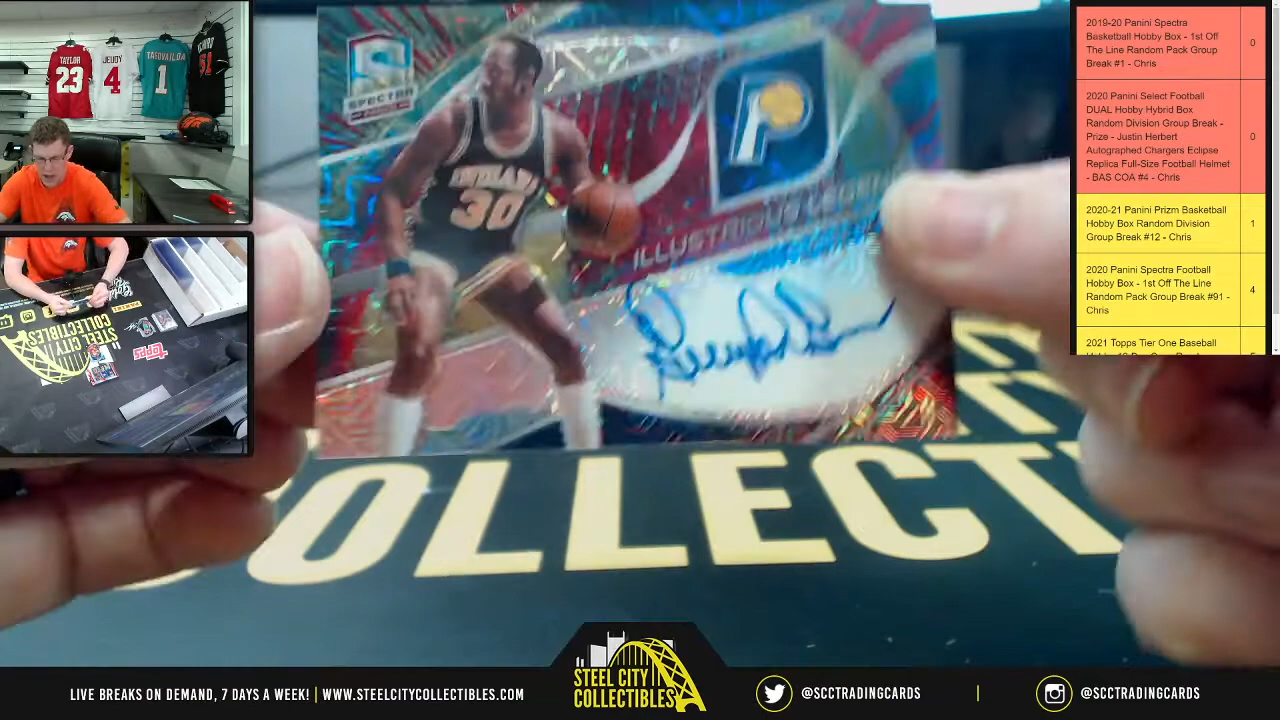 TAYLOR
23
JEUDY
4
TAGOVAILOA
1
SPECTRA
INDIANA
30
P
ILLUSTRIOUS LEGENDS
COLLECT
STEEL CITY
COLLECTIBLES
TOPPS
2019-20 Panini Spectra
Basketball Hobby Box - 1st Off
The Line Random Pack Group
Break #1 - Chris
0
2020 Panini Select Football
DUAL Hobby Hybrid Box
Random Division Group Break -
Prize - Justin Herbert
Autographed Chargers Eclipse
Replica Full-Size Football Helmet
- BAS COA #4 - Chris
0
2020-21 Panini Prizm Basketball
Hobby Box Random Division
Group Break #12 - Chris
1
2020 Panini Spectra Football
Hobby Box - 1st Off The Line
Random Pack Group Break #91 -
Chris
4
2021 Topps Tier One Baseball
LIVE BREAKS ON DEMAND, 7 DAYS A WEEK! | WWW.STEELCITYCOLLECTIBLES.COM
STEEL CITY
COLLECTIBLES
@SCCTRADINGCARDS
@SCCTRADINGCARDS